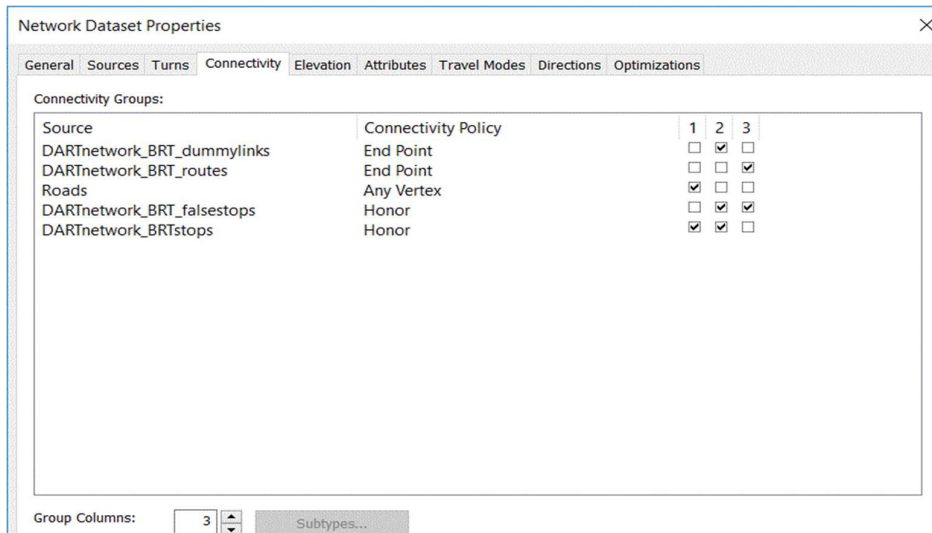 Network Dataset Properties
General Sources Turns Connectivity Elevation Attributes Travel Modes Directions Optimizations
Connectivity Groups:
Source Connectivity Policy 1 2 3
DARTnetwork_BRT_dummylinks End Point
DARTnetwork_BRT_routes End Point
Roads Any Vertex
DARTnetwork_BRT_falsestops Honor
DARTnetwork_BRTstops Honor
Group Columns: 3 Subtypes...